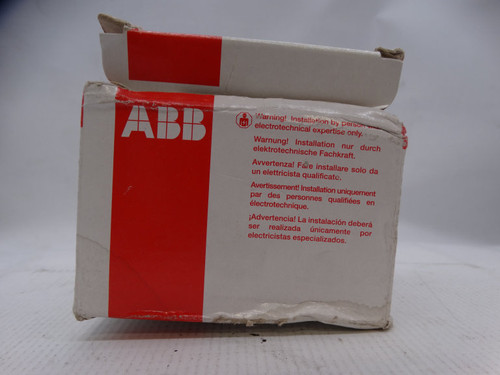 ABB
Warning! Installation by person
electrotechnical expertise only.
Warnung! Installation nur durch
elektrotechnische Fachkraft.
Avvertenza! Fare installare solo da
un elettricista qualificato.
Avertissement! Installation uniquement
par des personnes qualifiées en
électrotechnique.
¡Advertencia! La instalación deberá
ser realizada únicamente por
electricistas especializados.